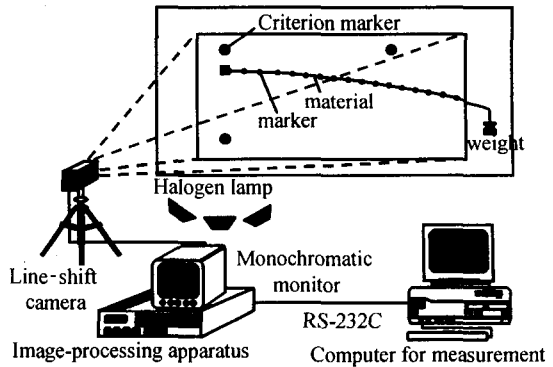 Criterion marker
material
marker
weight
Halogen lamp
Line-shift
camera
Monochromatic
monitor
RS-232C
Image-processing apparatus
Computer for measurement